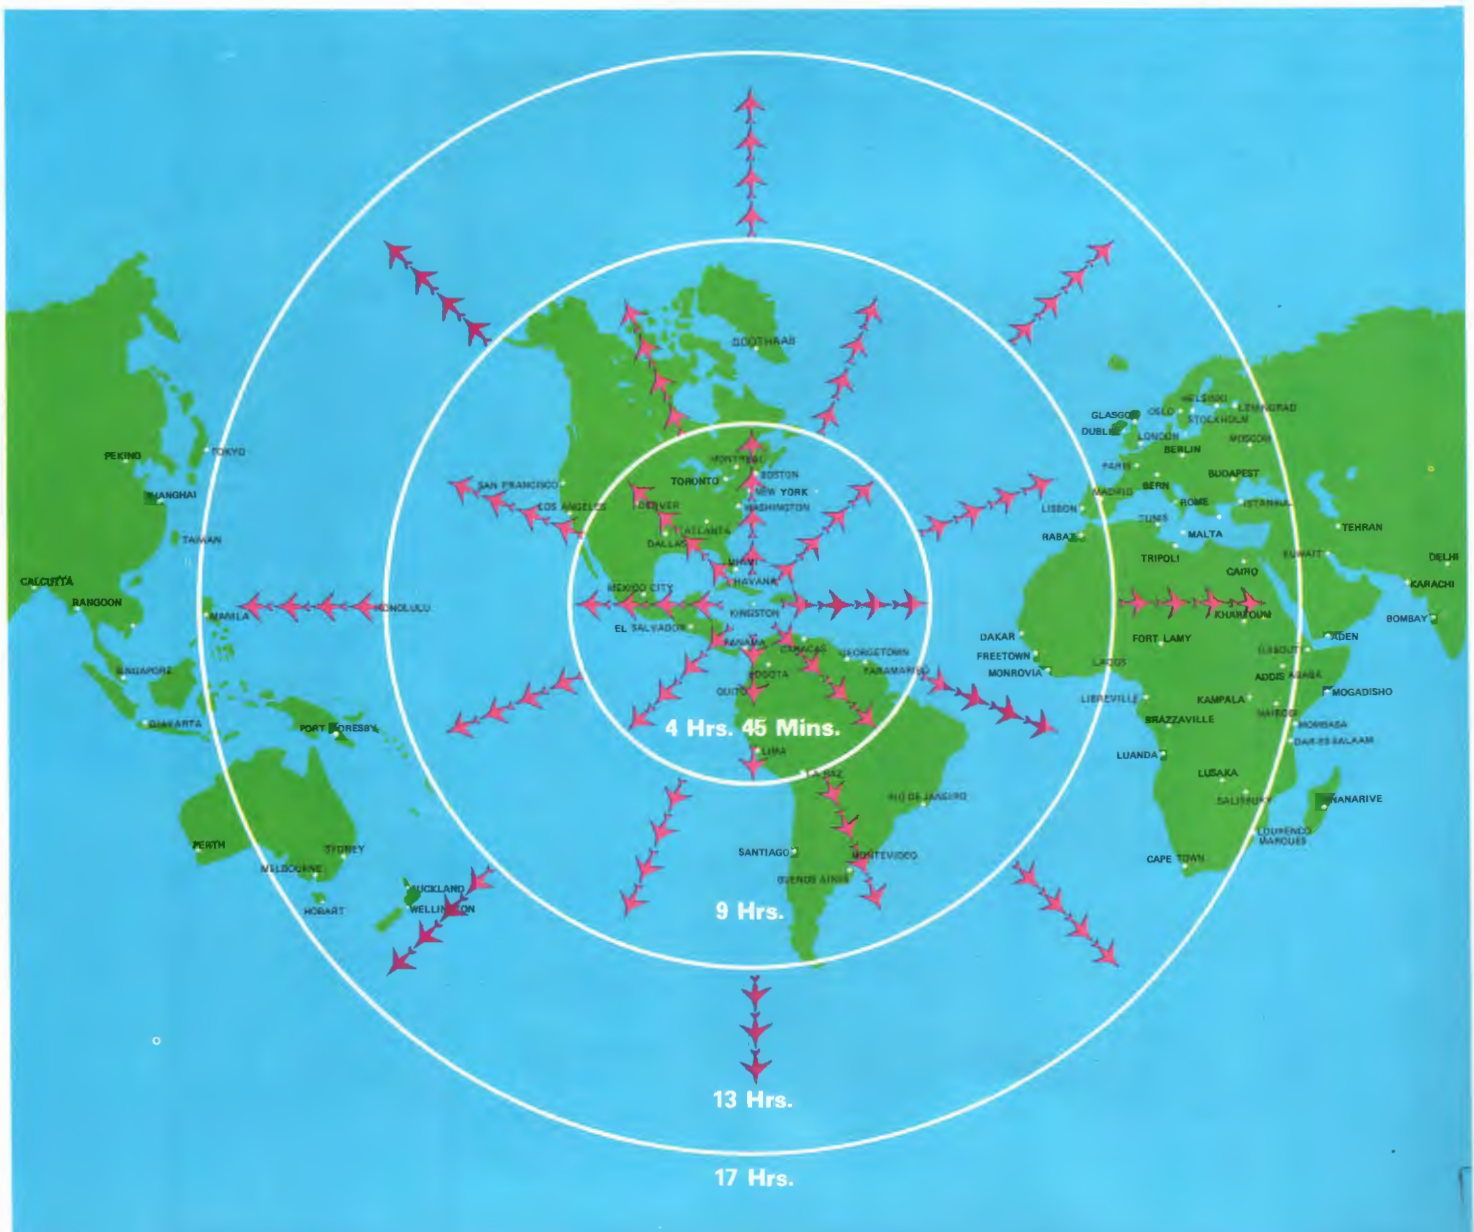 GODTHAAB
HELSINKI
GLASGO
OSLO
LENINGRAD
STOCKHOLM
DUBL
LONDON
MOSCOW
BERLIN
PEKING
TOKYO
MONTREAL
PARIS
BUDAPEST
BOSTON
TORONTO
SAN FRANCISCO
BERN
NEW YORK
MADRID
SHANGHAI
ROME
ISTANBUL
DENVER
LOS ANGELES
WASHINGTON
LISBON
TUNIS
TEHRAN
ATLANTA
RABAT
MALTA
TAIWAN
DALLAS
TRIPOLI
KUWAIT
DELHI
MIAMI
CAIRO
CALCUTTA
HAVANA
KARACHI
MEXICO CITY
RANGOON
HONOLULU
MANILA
KINGSTON
KHARTOUM
BOMBAY
EL SALVADOR
DAKAR
FORT LAMY
ADEN
PANAMA
CARACAS
GEORGETOWN
FREETOWN
DJIBOUTI
LAGOS
SINGAPORE
BOGOTA
PARAMARIBO
MONROVIA
ADDIS ABABA
QUITO
LIBREVILLE
KAMPALA
MOGADISHO
NAIROBI
DJAKARTA
PORT ORESBY
4 Hrs. 45 Mins.
BRAZZAVILLE
MOMBASA
DAR-ES-SALAAM
LIMA
LUANDA
LA PAZ
LUSAKA
RIO DE JANEIRO
SALISBURY
NANARIVE
LOURENCO
MARQUES
PERTH
SYDNEY
SANTIAGO
MONTEVIDEO
CAPE TOWN
MELBOURNE
BUENOS AIRES
AUCKLAND
HOBART
WELLINGTON
9 Hrs.
13 Hrs.
17 Hrs.